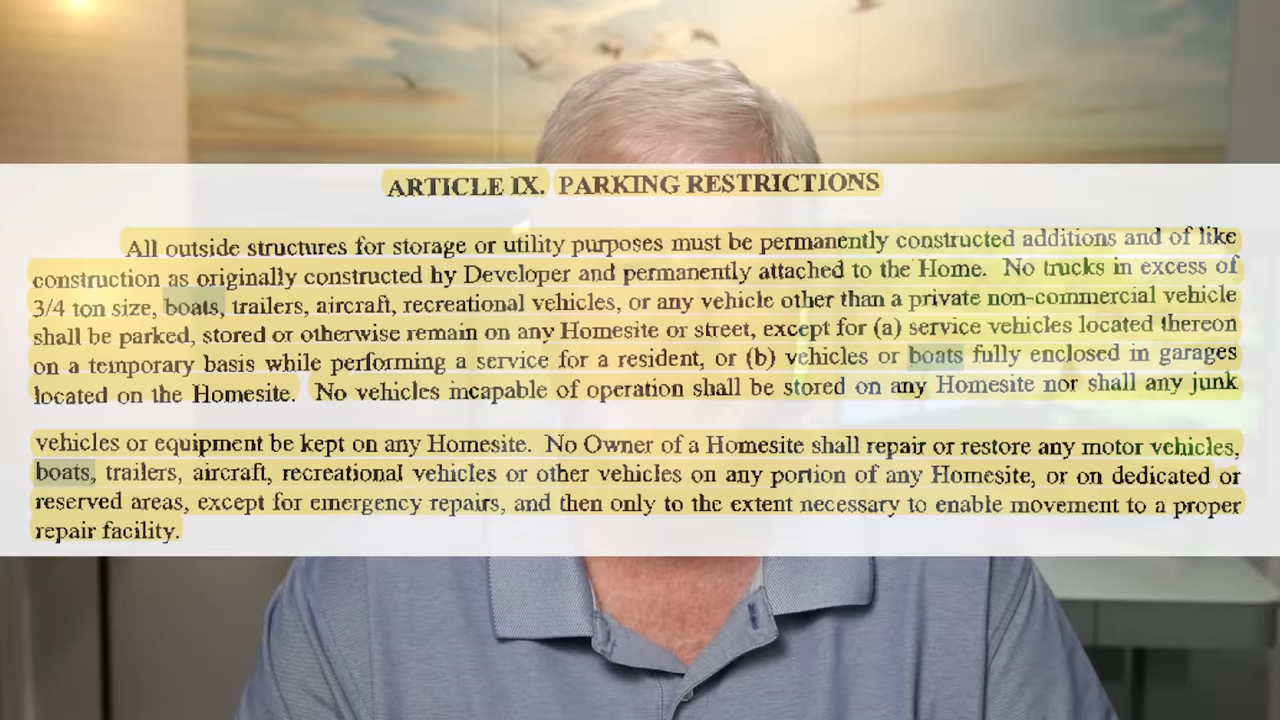 ARTICLE IX. PARKING RESTRICTIONS
All outside structures for storage or utility purposes must be permanently constructed additions and of like
construction as originally constructed by Developer and permanently attached to the Home. No trucks in excess of
3/4 ton size, boats, trailers, aircraft, recreational vehicles, or any vehicle other than a private non-commercial vehicle
shall be parked, stored or otherwise remain on any Homesite or street, except for (a) service vehicles located thereon
on a temporary basis while performing a service for a resident, or (b) vehicles or boats fully enclosed in garages
located on the Homesite. No vehicles incapable of operation shall be stored on any Homesite nor shall any junk
vehicles or equipment be kept on any Homesite. No Owner of a Homesite shall repair or restore any motor vehicles,
boats, trailers, aircraft, recreational vehicles or other vehicles on any portion of any Homesite, or on dedicated or
reserved areas, except for emergency repairs, and then only to the extent necessary to enable movement to a proper
repair facility.